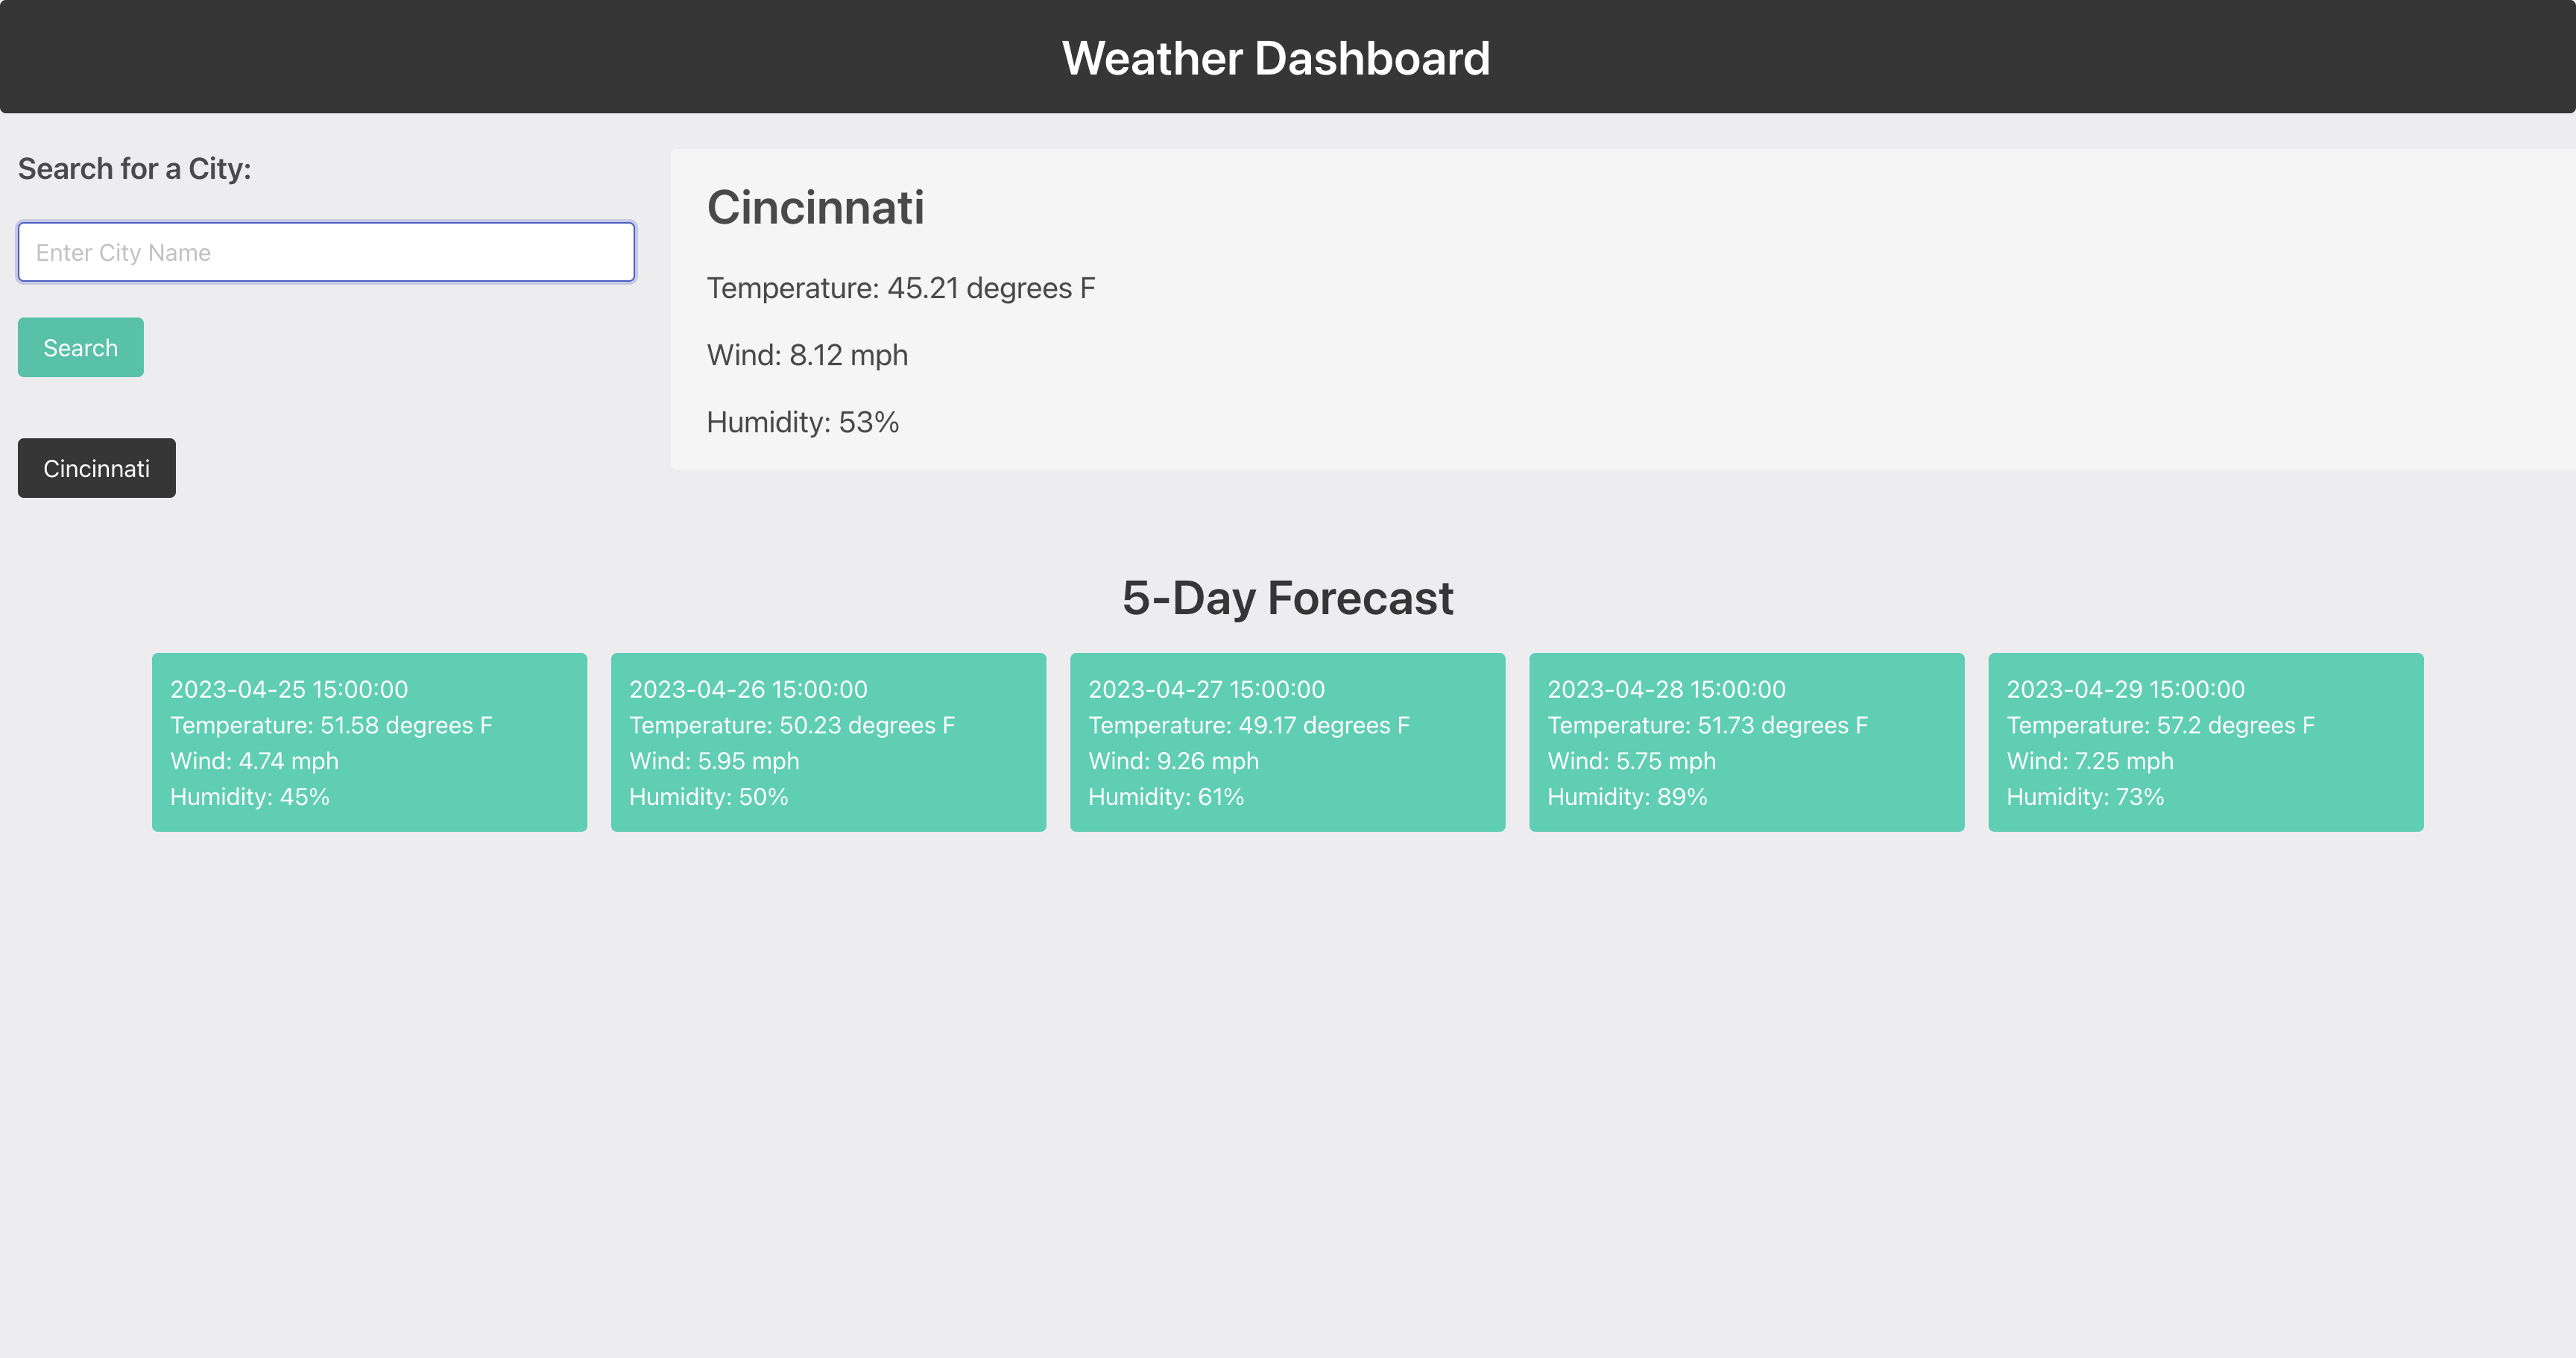 Weather Dashboard
Search for a City:
Enter City Name
Search
Cincinnati
Cincinnati
Temperature: 45.21 degrees F
Wind: 8.12 mph
Humidity: 53%
5-Day Forecast
2023-04-25 15:00:00
Temperature: 51.58 degrees F
Wind: 4.74 mph
Humidity: 45%
2023-04-26 15:00:00
Temperature: 50.23 degrees F
Wind: 5.95 mph
Humidity: 50%
2023-04-27 15:00:00
Temperature: 49.17 degrees F
Wind: 9.26 mph
Humidity: 61%
2023-04-28 15:00:00
Temperature: 51.73 degrees F
Wind: 5.75 mph
Humidity: 89%
2023-04-29 15:00:00
Temperature: 57.2 degrees F
Wind: 7.25 mph
Humidity: 73%